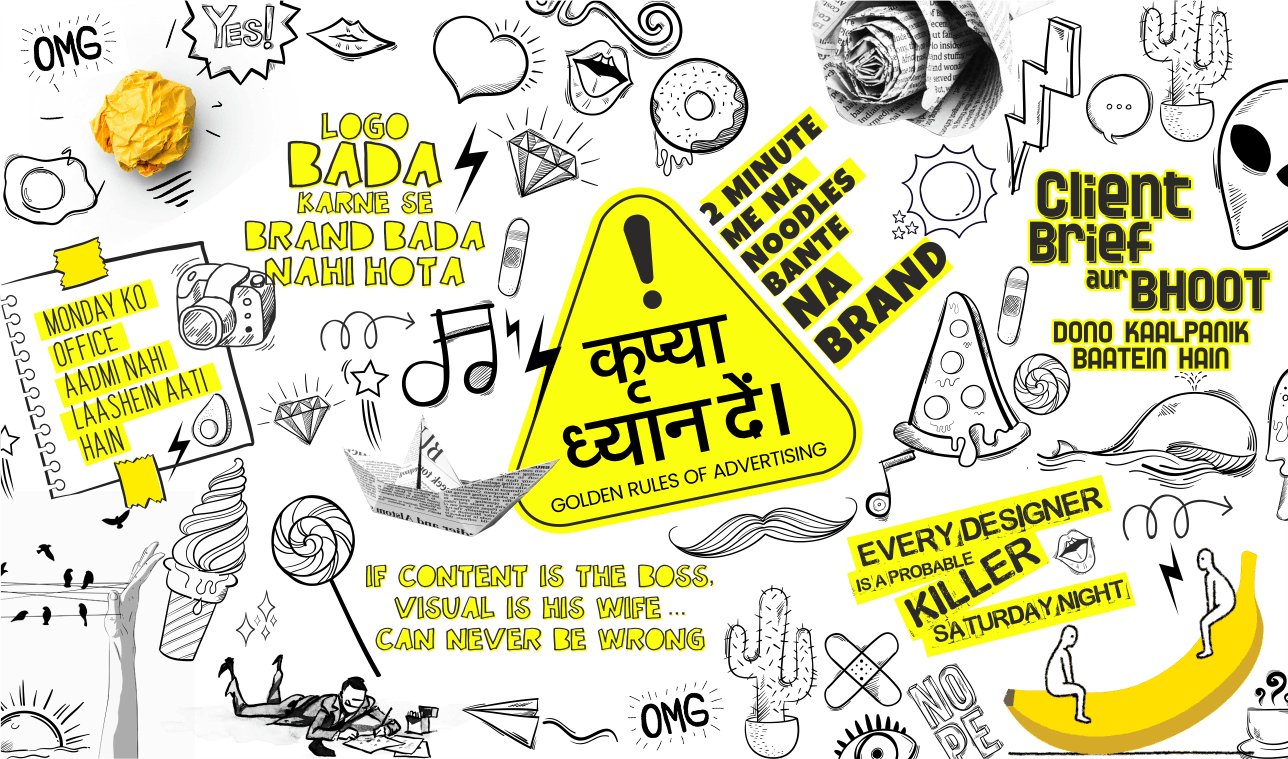 OMG
YES!
LOGO
BADA
KARNE SE
BRAND BADA
NAHI HOTA
2 MINUTE
ME NA
NOODLES
BANTE
NA
BRAND
Client
Brief
aur BHOOT
DONO KAALPANIK
BAATEIN HAIN
MONDAY KO
OFFICE
AADMI NAHI
LAASHEIN AATI
HAIN
!
कृप्या
ध्यान दें।
GOLDEN RULES OF ADVERTISING
EVERY DESIGNER
IS A PROBABLE
KILLER
SATURDAY NIGHT
IF CONTENT IS THE BOSS,
VISUAL IS HIS WIFE ...
CAN NEVER BE WRONG
OMG
NO
PE